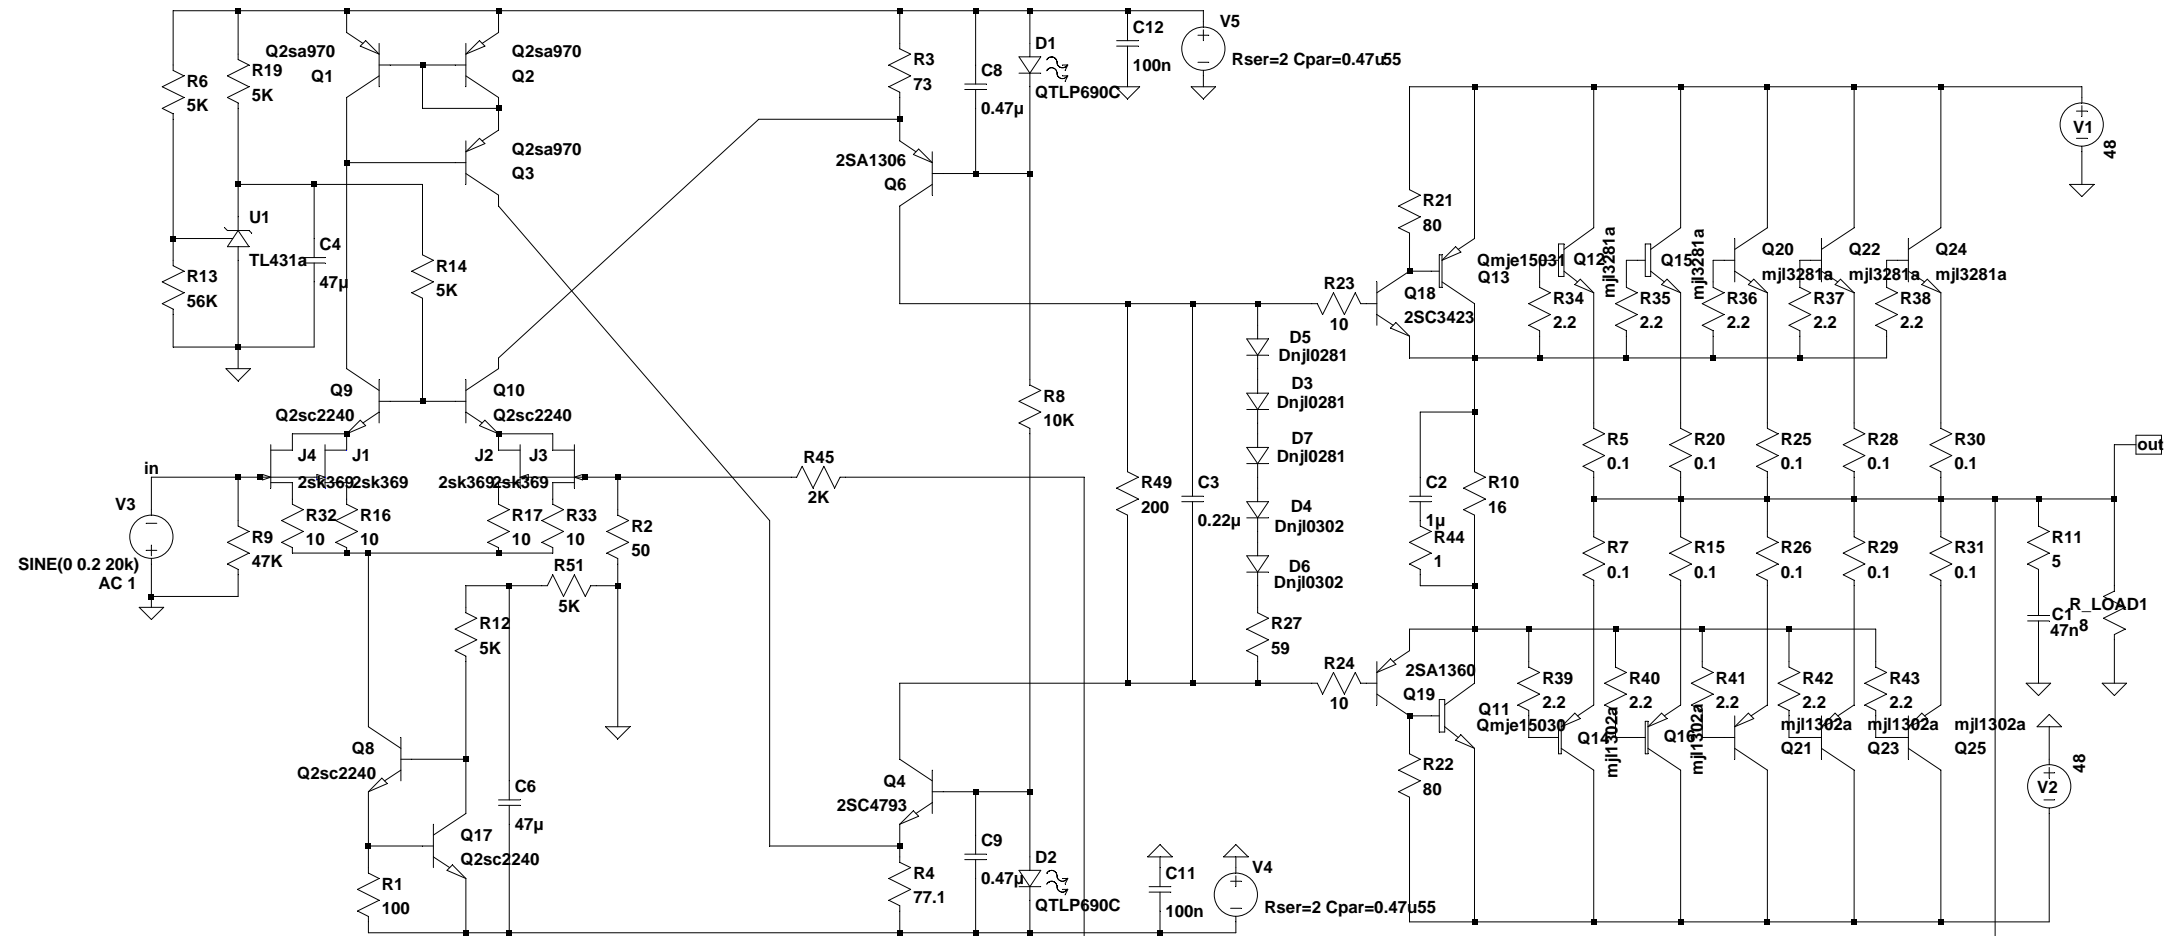 Q2sa970
Q1
Q2sa970
Q2
R6
5K
R19
5K
Q2sa970
Q3
U1
TL431a
C4
47µ
R13
56K
R14
5K
Q9
Q2sc2240
Q10
Q2sc2240
J4
2sk369
J1
2sk369
J2
2sk369
J3
2sk369
in
V3
SINE(0 0.2 20k)
AC 1
R9
47K
R32
10
R16
10
R17
10
R33
10
R2
50
R45
2K
R51
5K
R12
5K
Q8
Q2sc2240
C6
47µ
Q17
Q2sc2240
R1
100
R3
73
C8
0.47µ
D1
QTLP690C
C12
100n
V5
Rser=2 Cpar=0.47u55
2SA1306
Q6
R8
10K
Q4
2SC4793
R4
77.1
C9
0.47µ
D2
QTLP690C
C11
100n
V4
Rser=2 Cpar=0.47u55
R49
200
C3
0.22µ
D5
Dnjl0281
D3
Dnjl0281
D7
Dnjl0281
D4
Dnjl0302
D6
Dnjl0302
R27
59
R23
10
R24
10
R21
80
Q18
2SC3423
Qmje15031
Q13
C2
1µ
R44
1
R10
16
2SA1360
Q19
Q11
Qmje15030
R22
80
Q12
mjl3281a
Q15
mjl3281a
Q20
mjl3281a
Q22
mjl3281a
Q24
mjl3281a
R34
2.2
R35
2.2
R36
2.2
R37
2.2
R38
2.2
R5
0.1
R20
0.1
R25
0.1
R28
0.1
R30
0.1
R7
0.1
R15
0.1
R26
0.1
R29
0.1
R31
0.1
R39
2.2
R40
2.2
R41
2.2
R42
2.2
R43
2.2
Q14
mjl1302a
Q16
mjl1302a
mjl1302a
Q21
mjl1302a
Q23
mjl1302a
Q25
V1
48
out
R11
5
C1
47n
R_LOAD1
8
V2
48